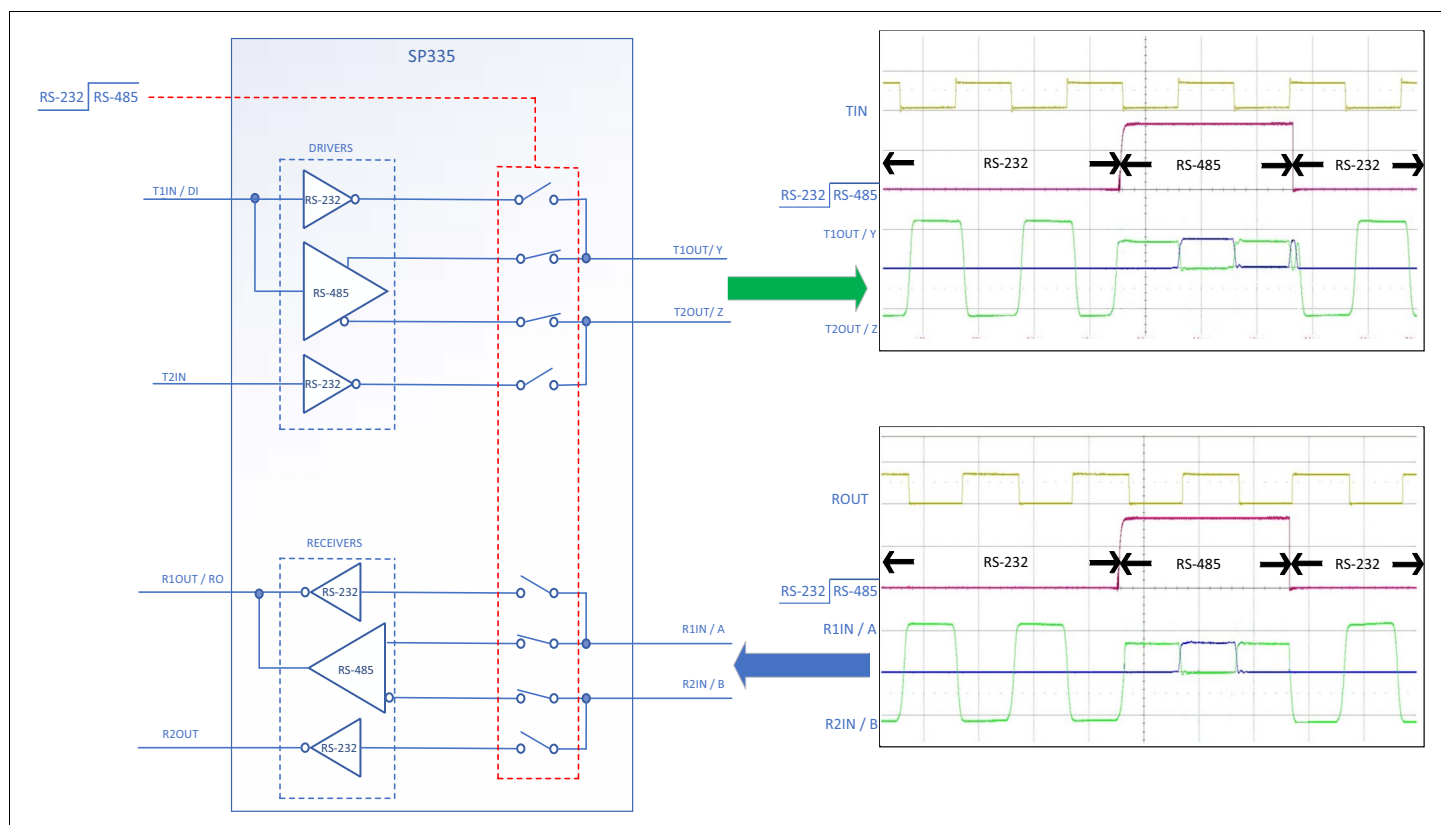 SP335
RS-232 RS-485
DRIVERS
T1IN / DI
RS-232
RS-485
T1OUT/ Y
T2OUT/ Z
T2IN
RS-232
RECEIVERS
R1OUT / RO
RS-232
R1IN / A
RS-485
R2IN / B
R2OUT
RS-232
TIN
RS-232 RS-485 RS-232
RS-232 RS-485
T1OUT/ Y
T2OUT / Z
ROUT
RS-232 RS-485 RS-232
RS-232 RS-485
R1IN / A
R2IN / B